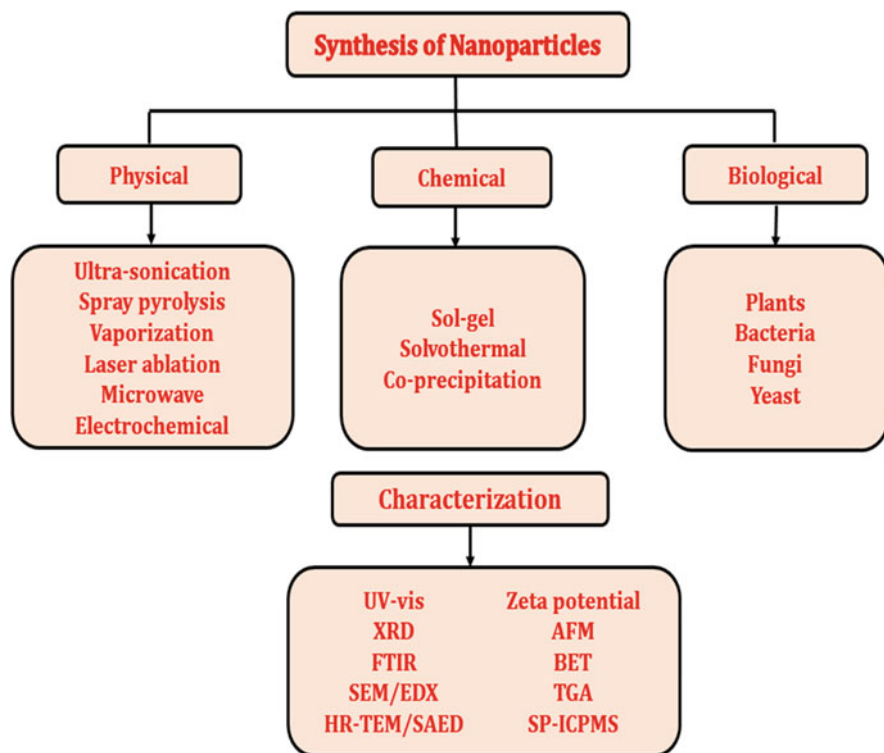 Synthesis of Nanoparticles
Physical
Chemical
Biological
Ultra-sonication
Spray pyrolysis
Vaporization
Laser ablation
Microwave
Electrochemical
Sol-gel
Solvothermal
Co-precipitation
Plants
Bacteria
Fungi
Yeast
Characterization
UV-vis
XRD
FTIR
SEM/EDX
HR-TEM/SAED
Zeta potential
AFM
BET
TGA
SP-ICPMS